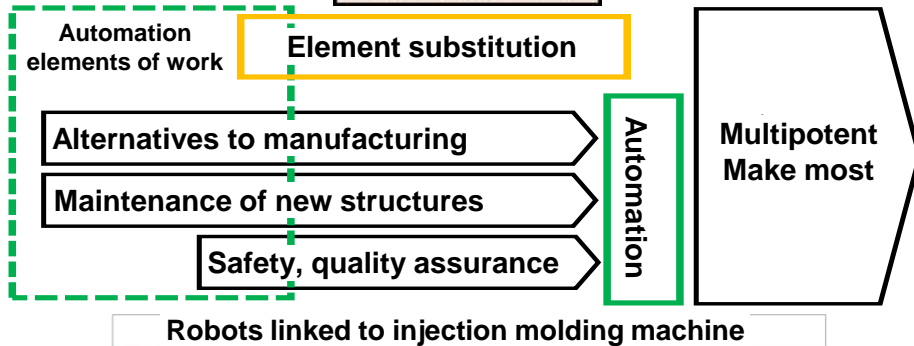 Automation
elements of work
Element substitution
Alternatives to manufacturing
Maintenance of new structures
Safety, quality assurance
Automation
Multipotent
Make most
Robots linked to injection molding machine